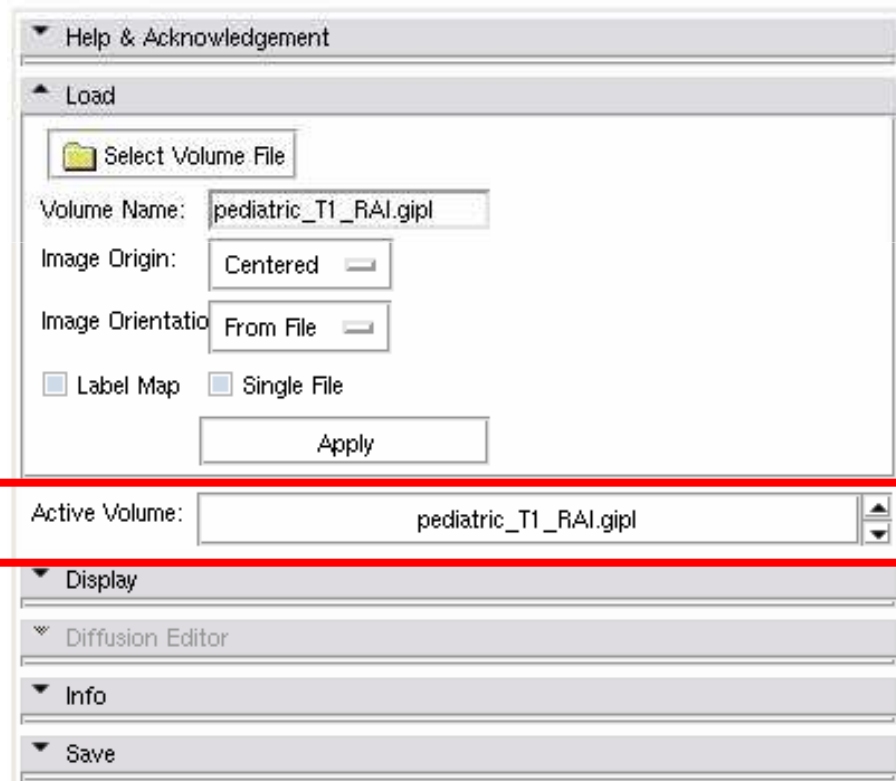 Help & Acknowledgement
Load
Select Volume File
Volume Name: pediatric_T1_RAI.gipl
Image Origin: Centered
Image Orientatio From File
Label Map Single File
Apply
Active Volume: pediatric_T1_RAI.gipl
Display
Diffusion Editor
Info
Save